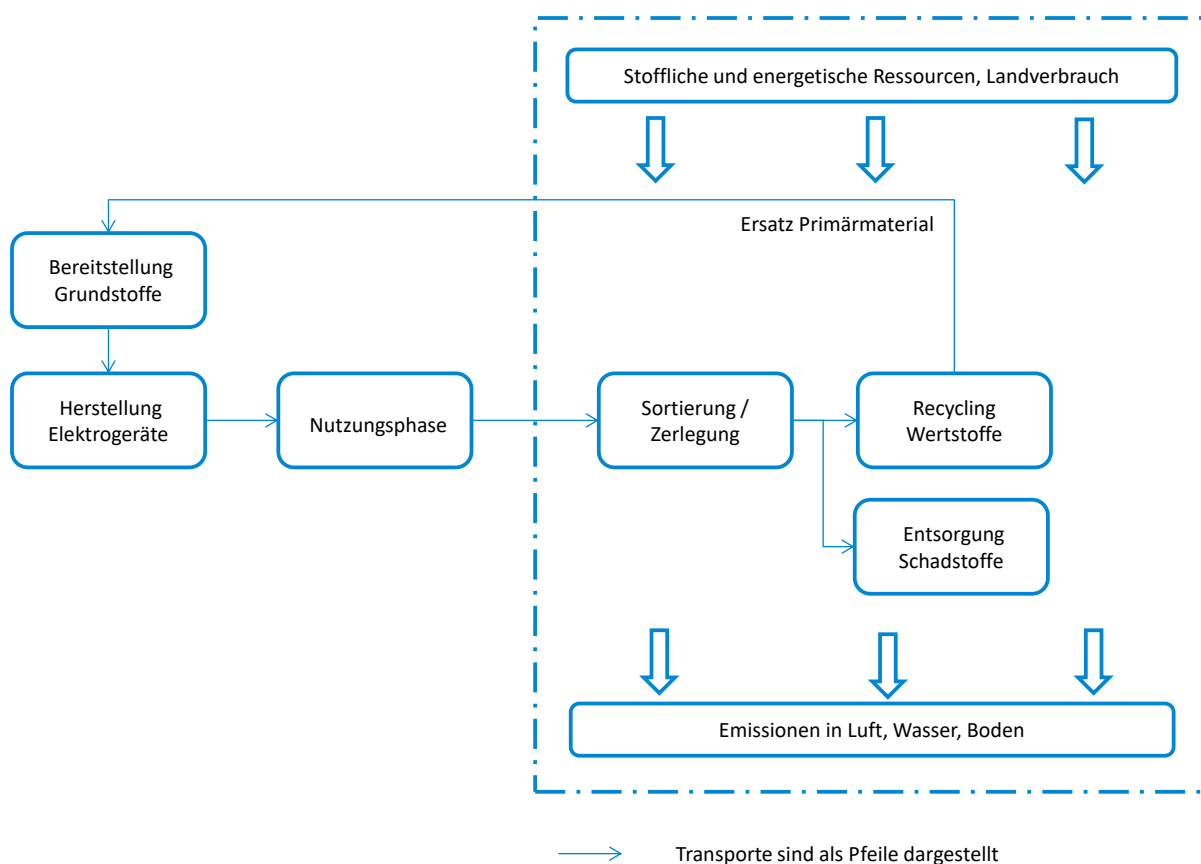 Stoffliche und energetische Ressourcen, Landverbrauch
Ersatz Primärmaterial
Bereitstellung
Grundstoffe
Herstellung
Elektrogeräte
Nutzungsphase
Sortierung /
Zerlegung
Recycling
Wertstoffe
Entsorgung
Schadstoffe
Emissionen in Luft, Wasser, Boden
Transporte sind als Pfeile dargestellt